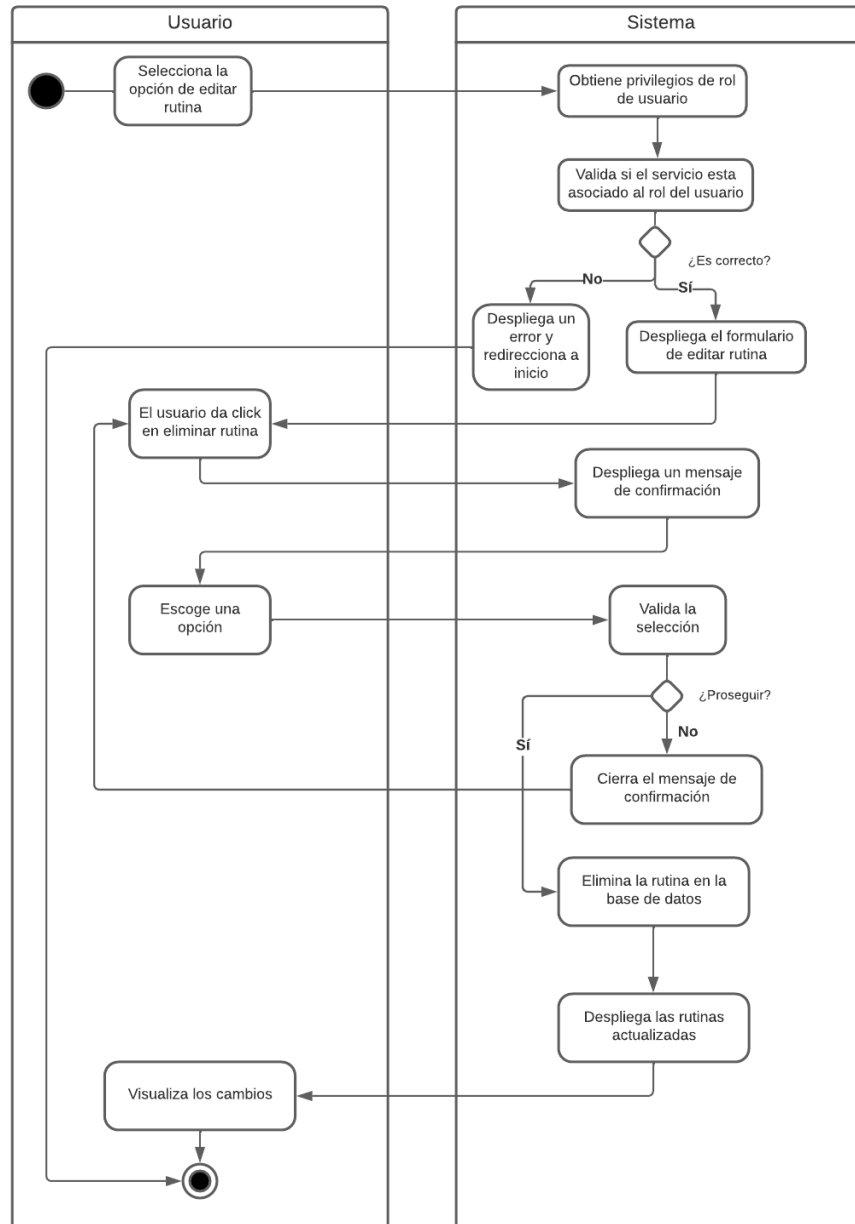 Usuario
Sistema
Selecciona la
opción de editar
rutina
Obtiene privilegios de rol
de usuario
Valida si el servicio esta
asociado al rol del usuario
¿Es correcto?
No
Sí
Despliega un
error y
redirecciona a
inicio
Despliega el formulario
de editar rutina
El usuario da click
en eliminar rutina
Despliega un mensaje
de confirmación
Escoge una
opción
Valida la
selección
¿Proseguir?
No
Sí
Cierra el mensaje de
confirmación
Elimina la rutina en la
base de datos
Despliega las rutinas
actualizadas
Visualiza los cambios